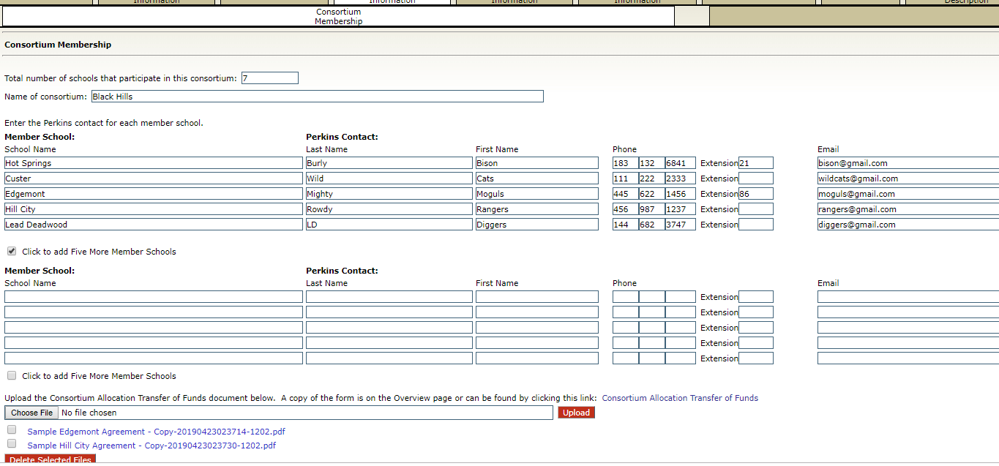 Information Information Information Information Description
Consortium
Membership
Consortium Membership
Total number of schools that participate in this consortium: 7
Name of consortium: Black Hills
Enter the Perkins contact for each member school.
Member School: Perkins Contact:
School Name Last Name First Name Phone Email
Hot Springs Burly Bison 183 132 6841 Extension 21 bison@gmail.com
Custer Wild Cats 111 222 2333 Extension wildcats@gmail.com
Edgemont Mighty Moguls 445 622 1456 Extension 86 moguls@gmail.com
Hill City Rowdy Rangers 456 987 1237 Extension rangers@gmail.com
Lead Deadwood LD Diggers 144 682 3747 Extension diggers@gmail.com
Click to add Five More Member Schools
Member School: Perkins Contact:
School Name Last Name First Name Phone Email
Extension
Extension
Extension
Extension
Extension
Click to add Five More Member Schools
Upload the Consortium Allocation Transfer of Funds document below. A copy of the form is on the Overview page or can be found by clicking this link: Consortium Allocation Transfer of Funds
Choose File No file chosen Upload
Sample Edgemont Agreement - Copy-20190423023714-1202.pdf
Sample Hill City Agreement - Copy-20190423023730-1202.pdf
Delete Selected Files